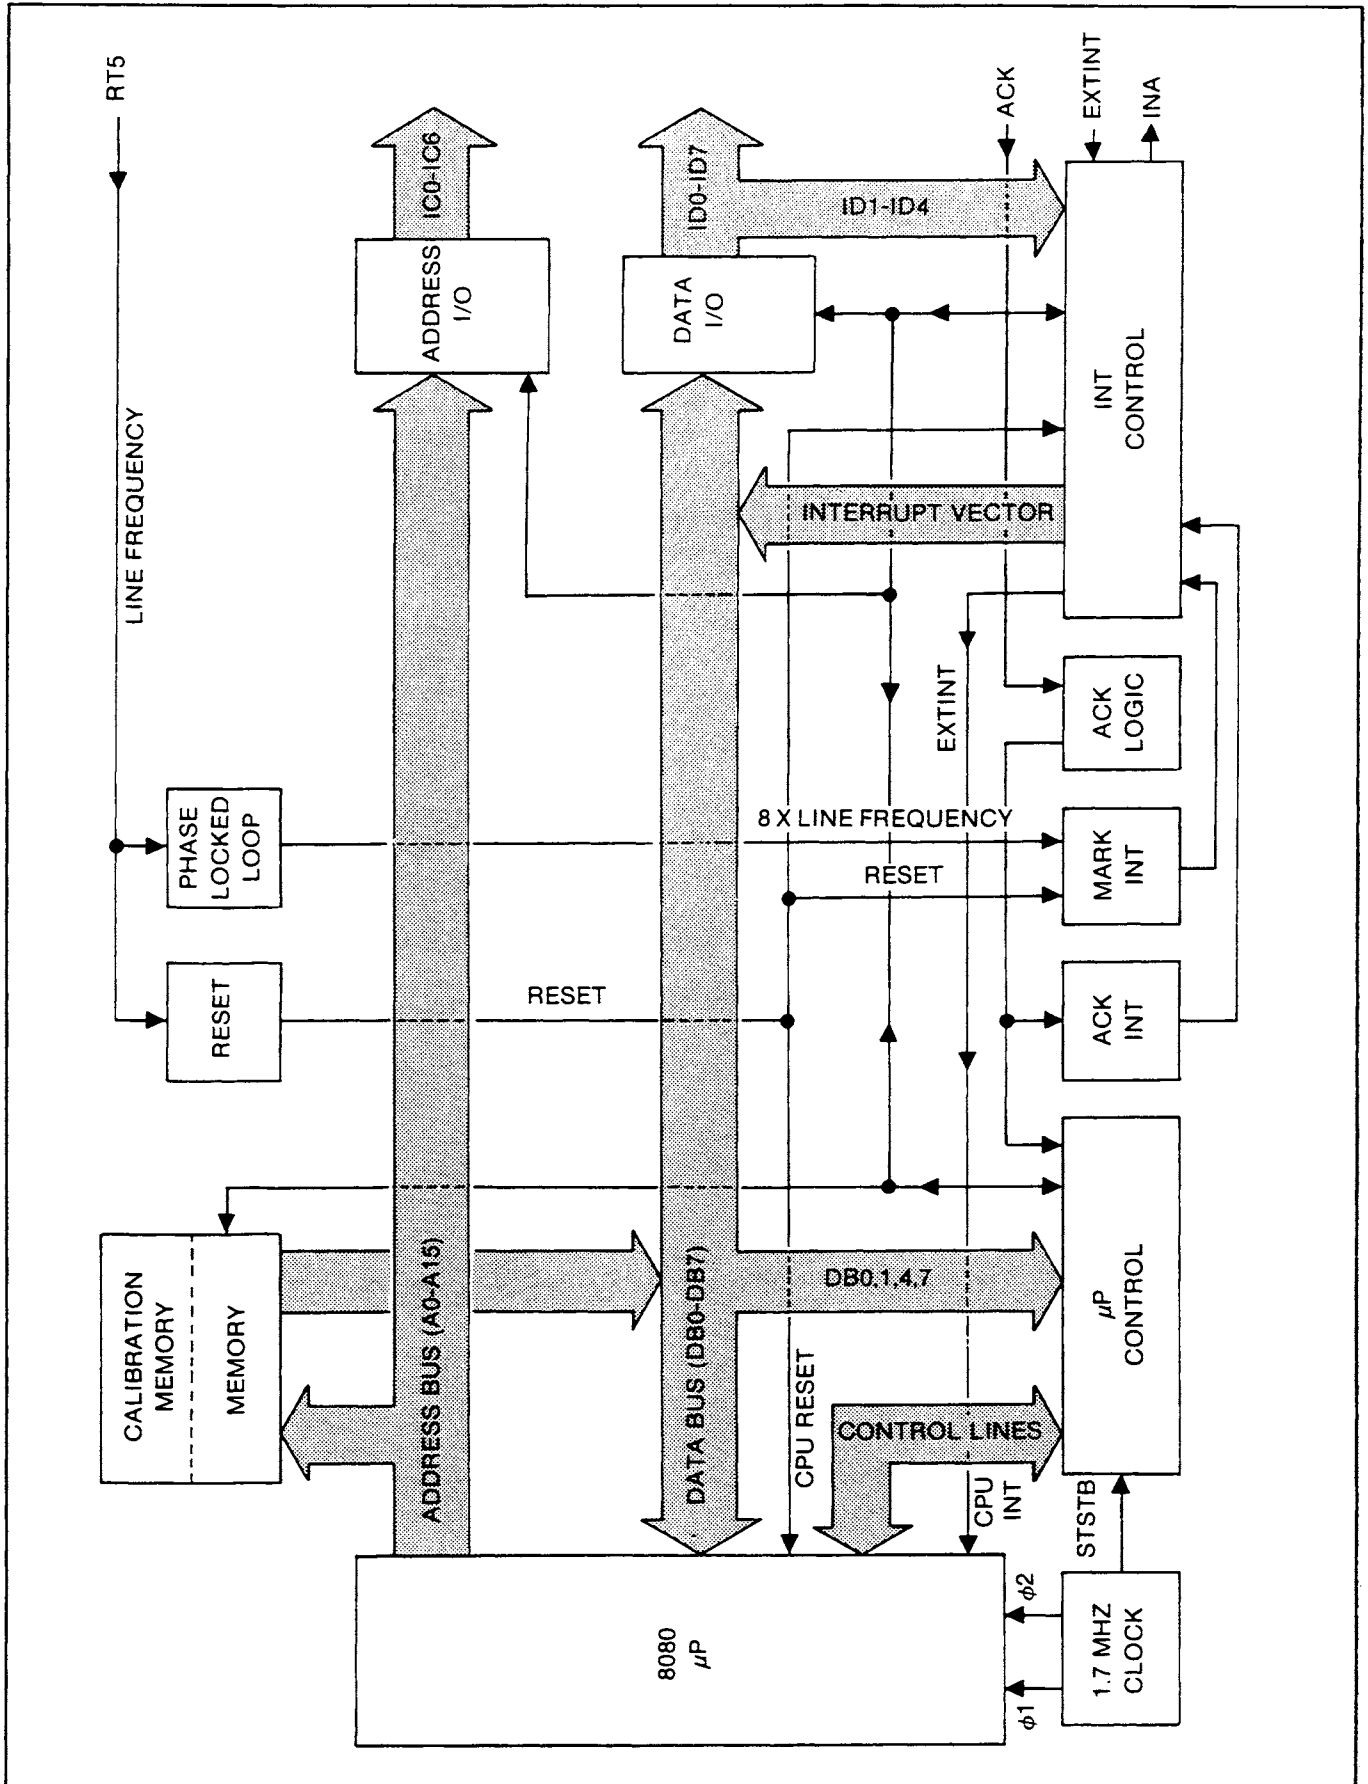 RT5
LINE FREQUENCY
PHASE
LOCKED
LOOP
RESET
CALIBRATION
MEMORY
MEMORY
IC0-IC6
ADDRESS
I/O
ADDRESS BUS (A0-A15)
RESET
ID0-ID7
DATA
I/O
DATA BUS (DB0-DB7)
ID1-ID4
INTERRUPT VECTOR
8 X LINE FREQUENCY
RESET
EXTINT
DB0,1,4,7
CPU RESET
CONTROL LINES
CPU
INT
8080
μP
ACK
EXTINT
INA
INT
CONTROL
ACK
LOGIC
MARK
INT
ACK
INT
μP
CONTROL
STSTB
ϕ1
ϕ2
1.7 MHZ
CLOCK